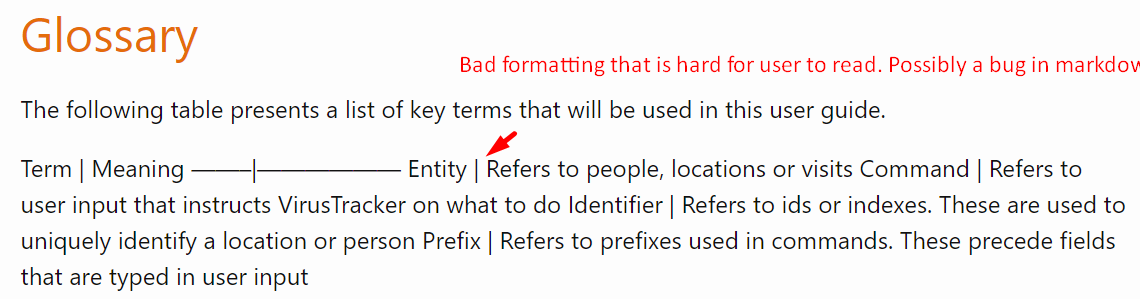 Glossary
Bad formatting that is hard for user to read. Possibly a bug in
The following table presents a list of key terms that will be used in this user guide.
Term | Meaning ——–|—————— Entity | Refers to people, locations or visits Command | Refers to
user input that instructs VirusTracker on what to do Identifier | Refers to ids or indexes. These are used to
uniquely identify a location or person Prefix | Refers to prefixes used in commands. These precede fields
that are typed in user input